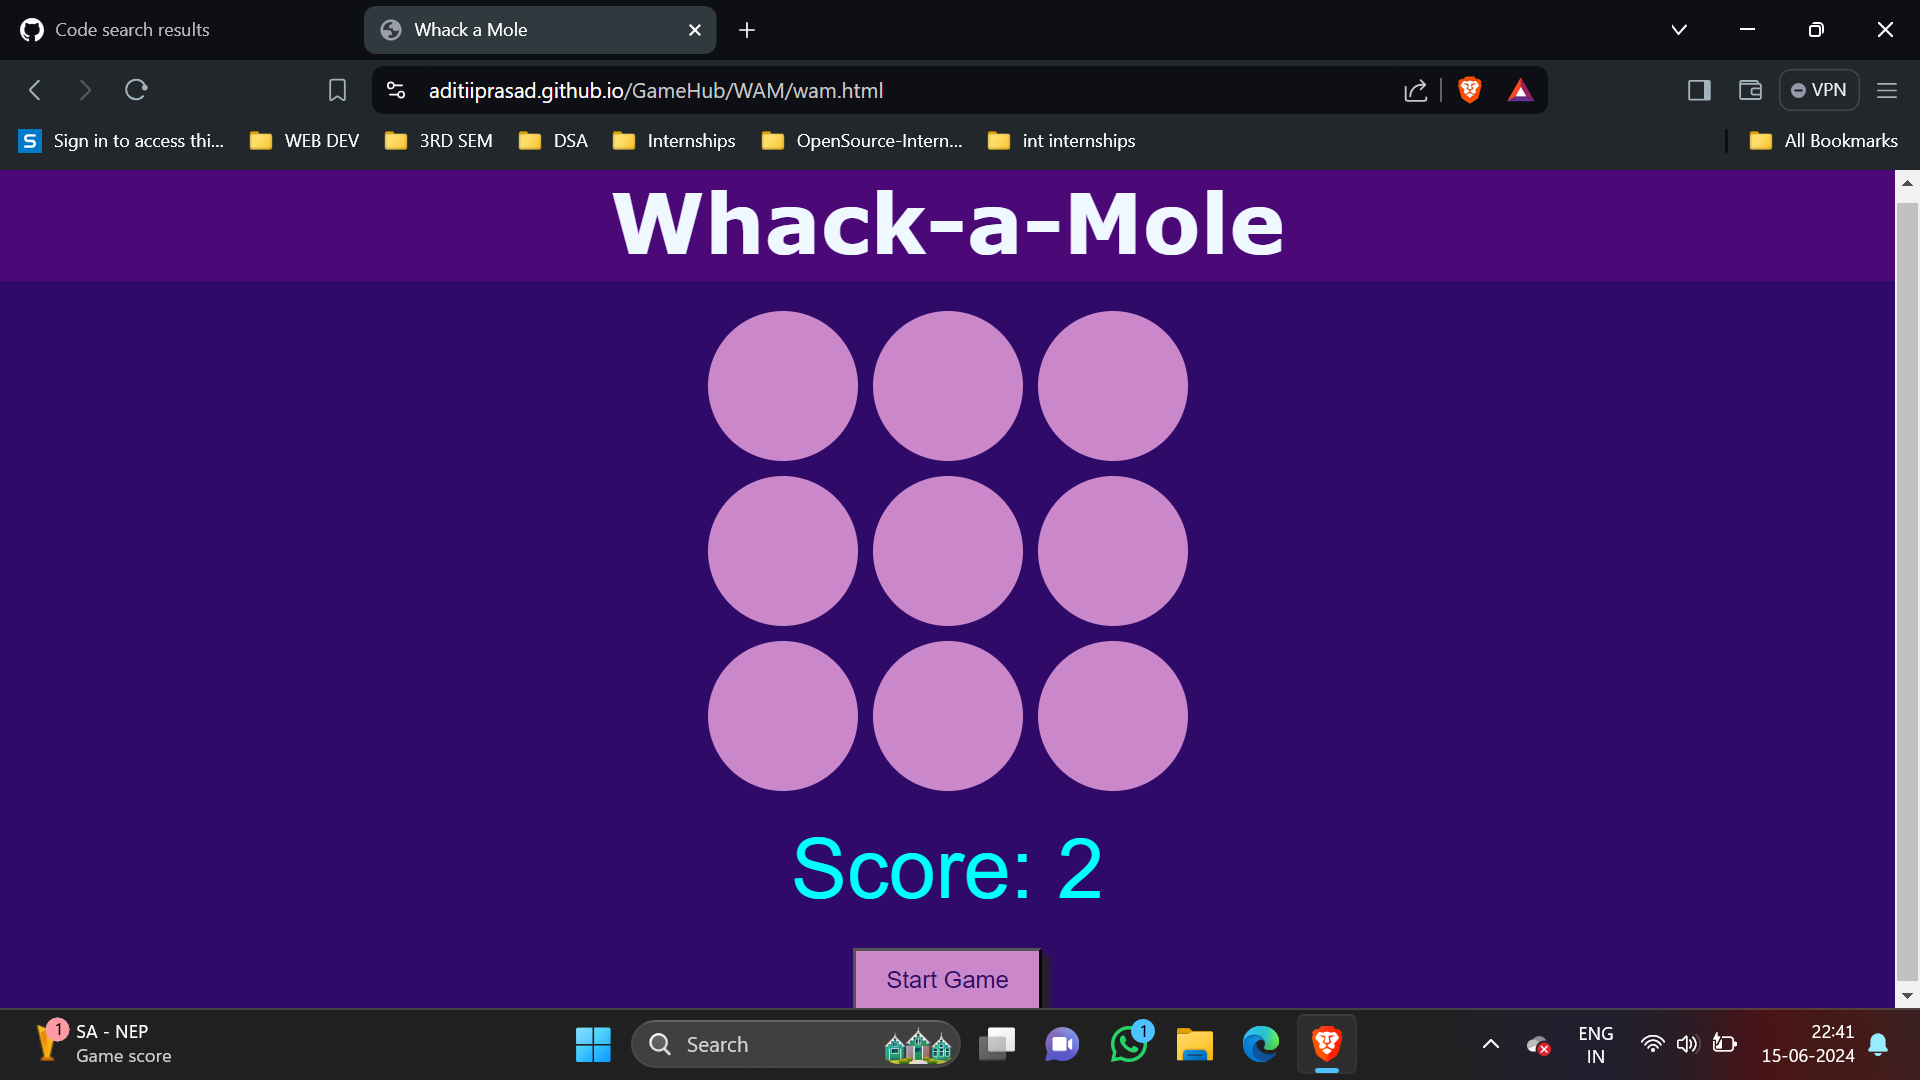 Code search results
Whack a Mole
aditiiprasad.github.io/GameHub/WAM/wam.html
VPN
S Sign in to access thi... WEB DEV 3RD SEM DSA Internships OpenSource-Intern... int internships All Bookmarks
Whack-a-Mole
Score: 2
Start Game
1 SA - NEP
Game score
Search
1
ENG
IN
22:41
15-06-2024